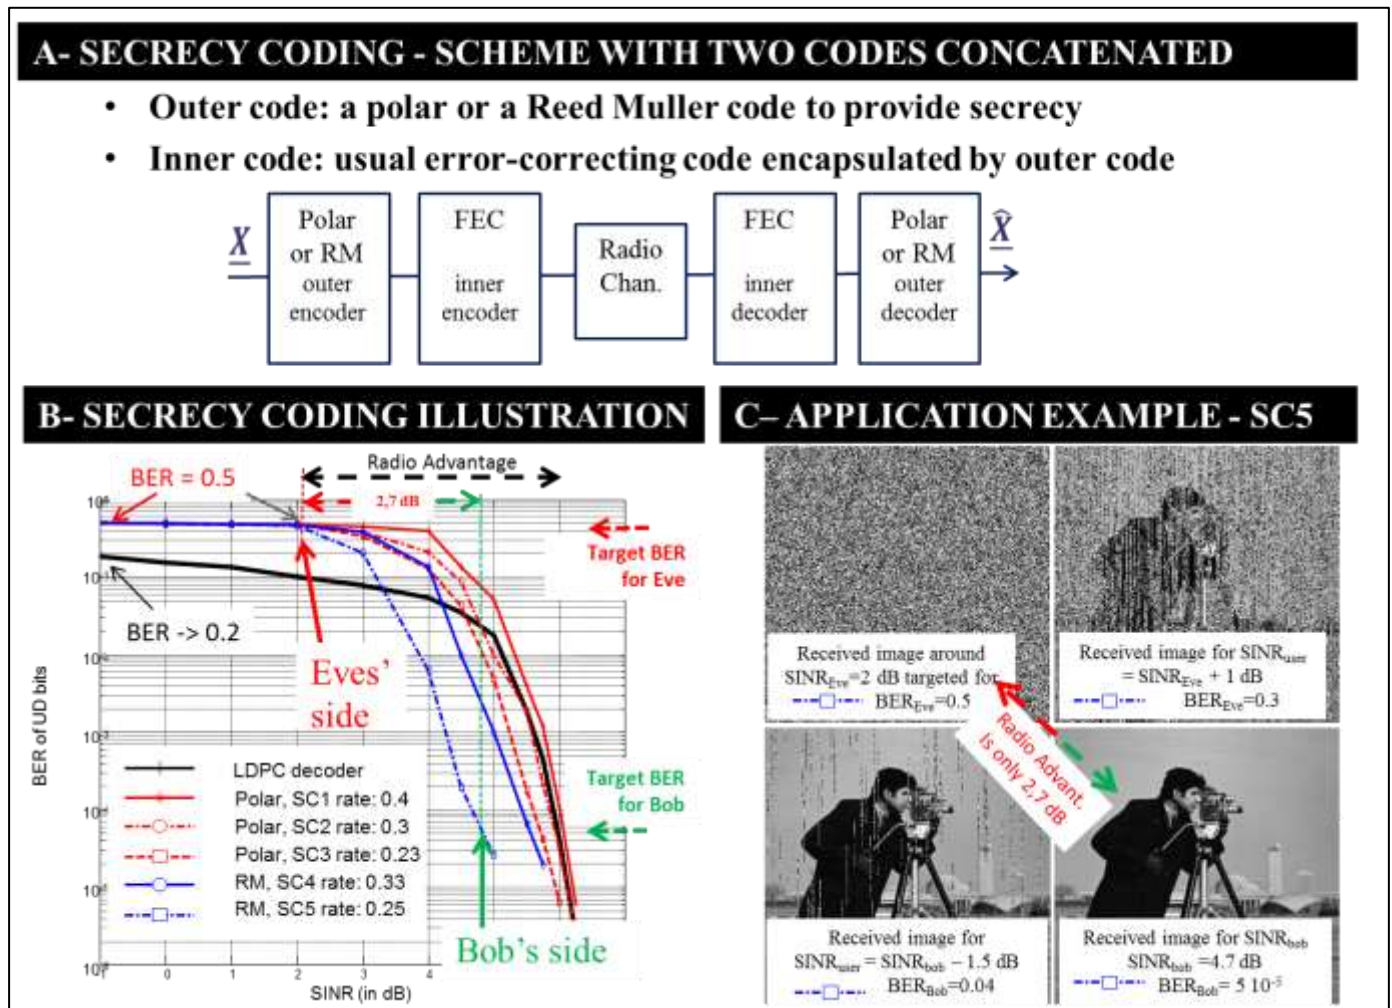 A- SECRECY CODING - SCHEME WITH TWO CODES CONCATENATED
• Outer code: a polar or a Reed Muller code to provide secrecy
• Inner code: usual error-correcting code encapsulated by outer code
X
Polar
or RM
outer
encoder
FEC
inner
encoder
Radio
Chan.
FEC
inner
decoder
Polar
or RM
outer
decoder
X̂
B- SECRECY CODING ILLUSTRATION
Radio Advantage
BER = 0.5
2,7 dB
Target BER
for Eve
BER -> 0.2
Eves’
side
BER of UD bits
LDPC decoder
Polar, SC1 rate: 0.4
Polar, SC2 rate: 0.3
Polar, SC3 rate: 0.23
RM, SC4 rate: 0.33
RM, SC5 rate: 0.25
Target BER
for Bob
Bob’s side
0 1 2 3 4
SINR (in dB)
C– APPLICATION EXAMPLE - SC5
Received image around
SINREve=2 dB targeted for
BEREve=0.5
Received image for SINRuser
= SINREve + 1 dB
BEREve=0.3
Radio Advant.
Is only 2,7 dB
Received image for
SINRuser = SINRbob – 1.5 dB
BERBob=0.04
Received image for SINRbob
SINRbob =4.7 dB
BERBob= 5 10-5